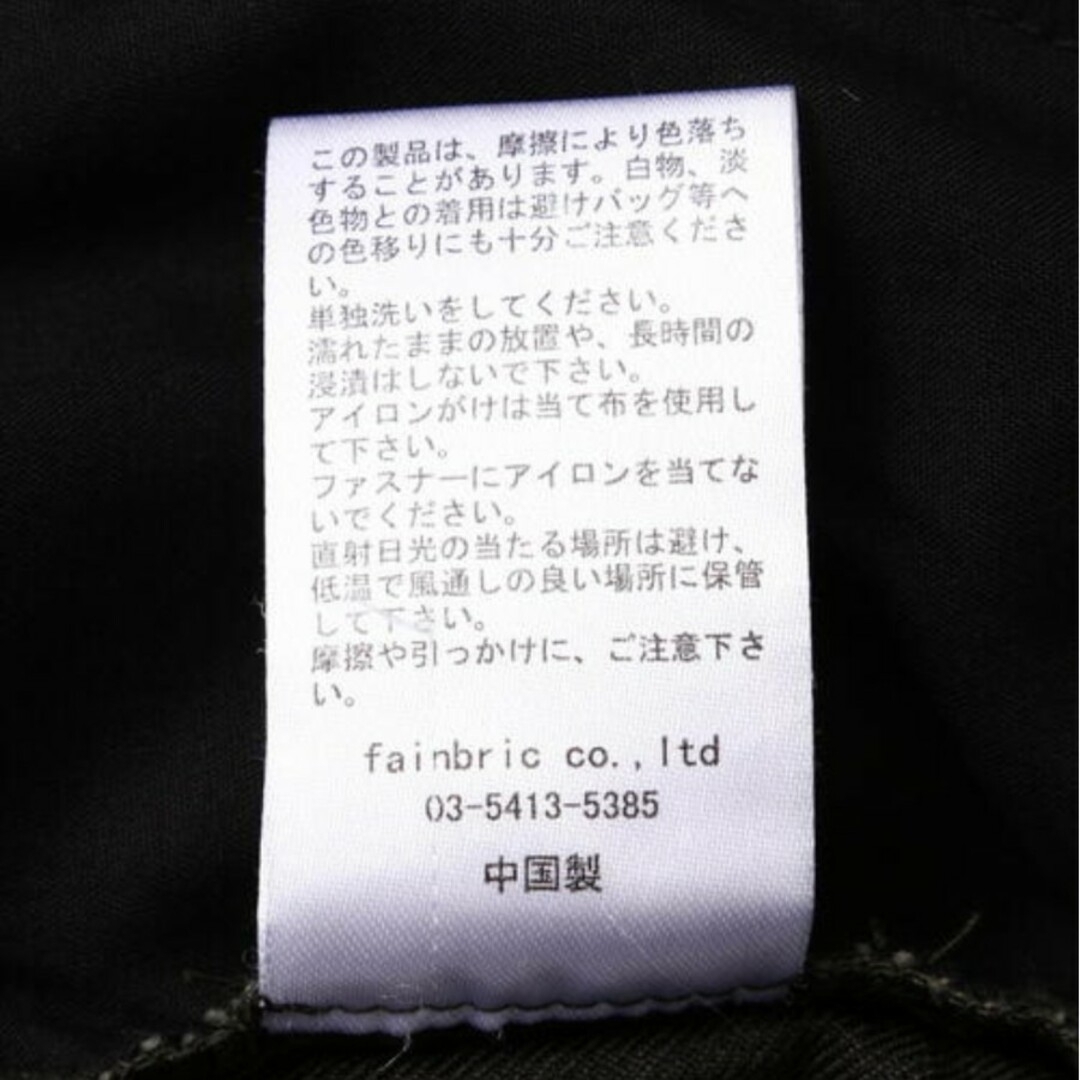 この製品は、摩擦により色落ち
することがあります。白物、淡
色物との着用は避けバッグ等へ
の色移りにも十分ご注意くださ
い。
単独洗いをしてください。
濡れたままの放置や、長時間の
浸漬はしないで下さい。
アイロンがけは当て布を使用し
て下さい。
ファスナーにアイロンを当てな
いでください。
直射日光の当たる場所は避け、
低温で風通しの良い場所に保管
して下さい。
摩擦や引っかけに、ご注意下さ
い。
fainbric co.,ltd
03-5413-5385
中国製